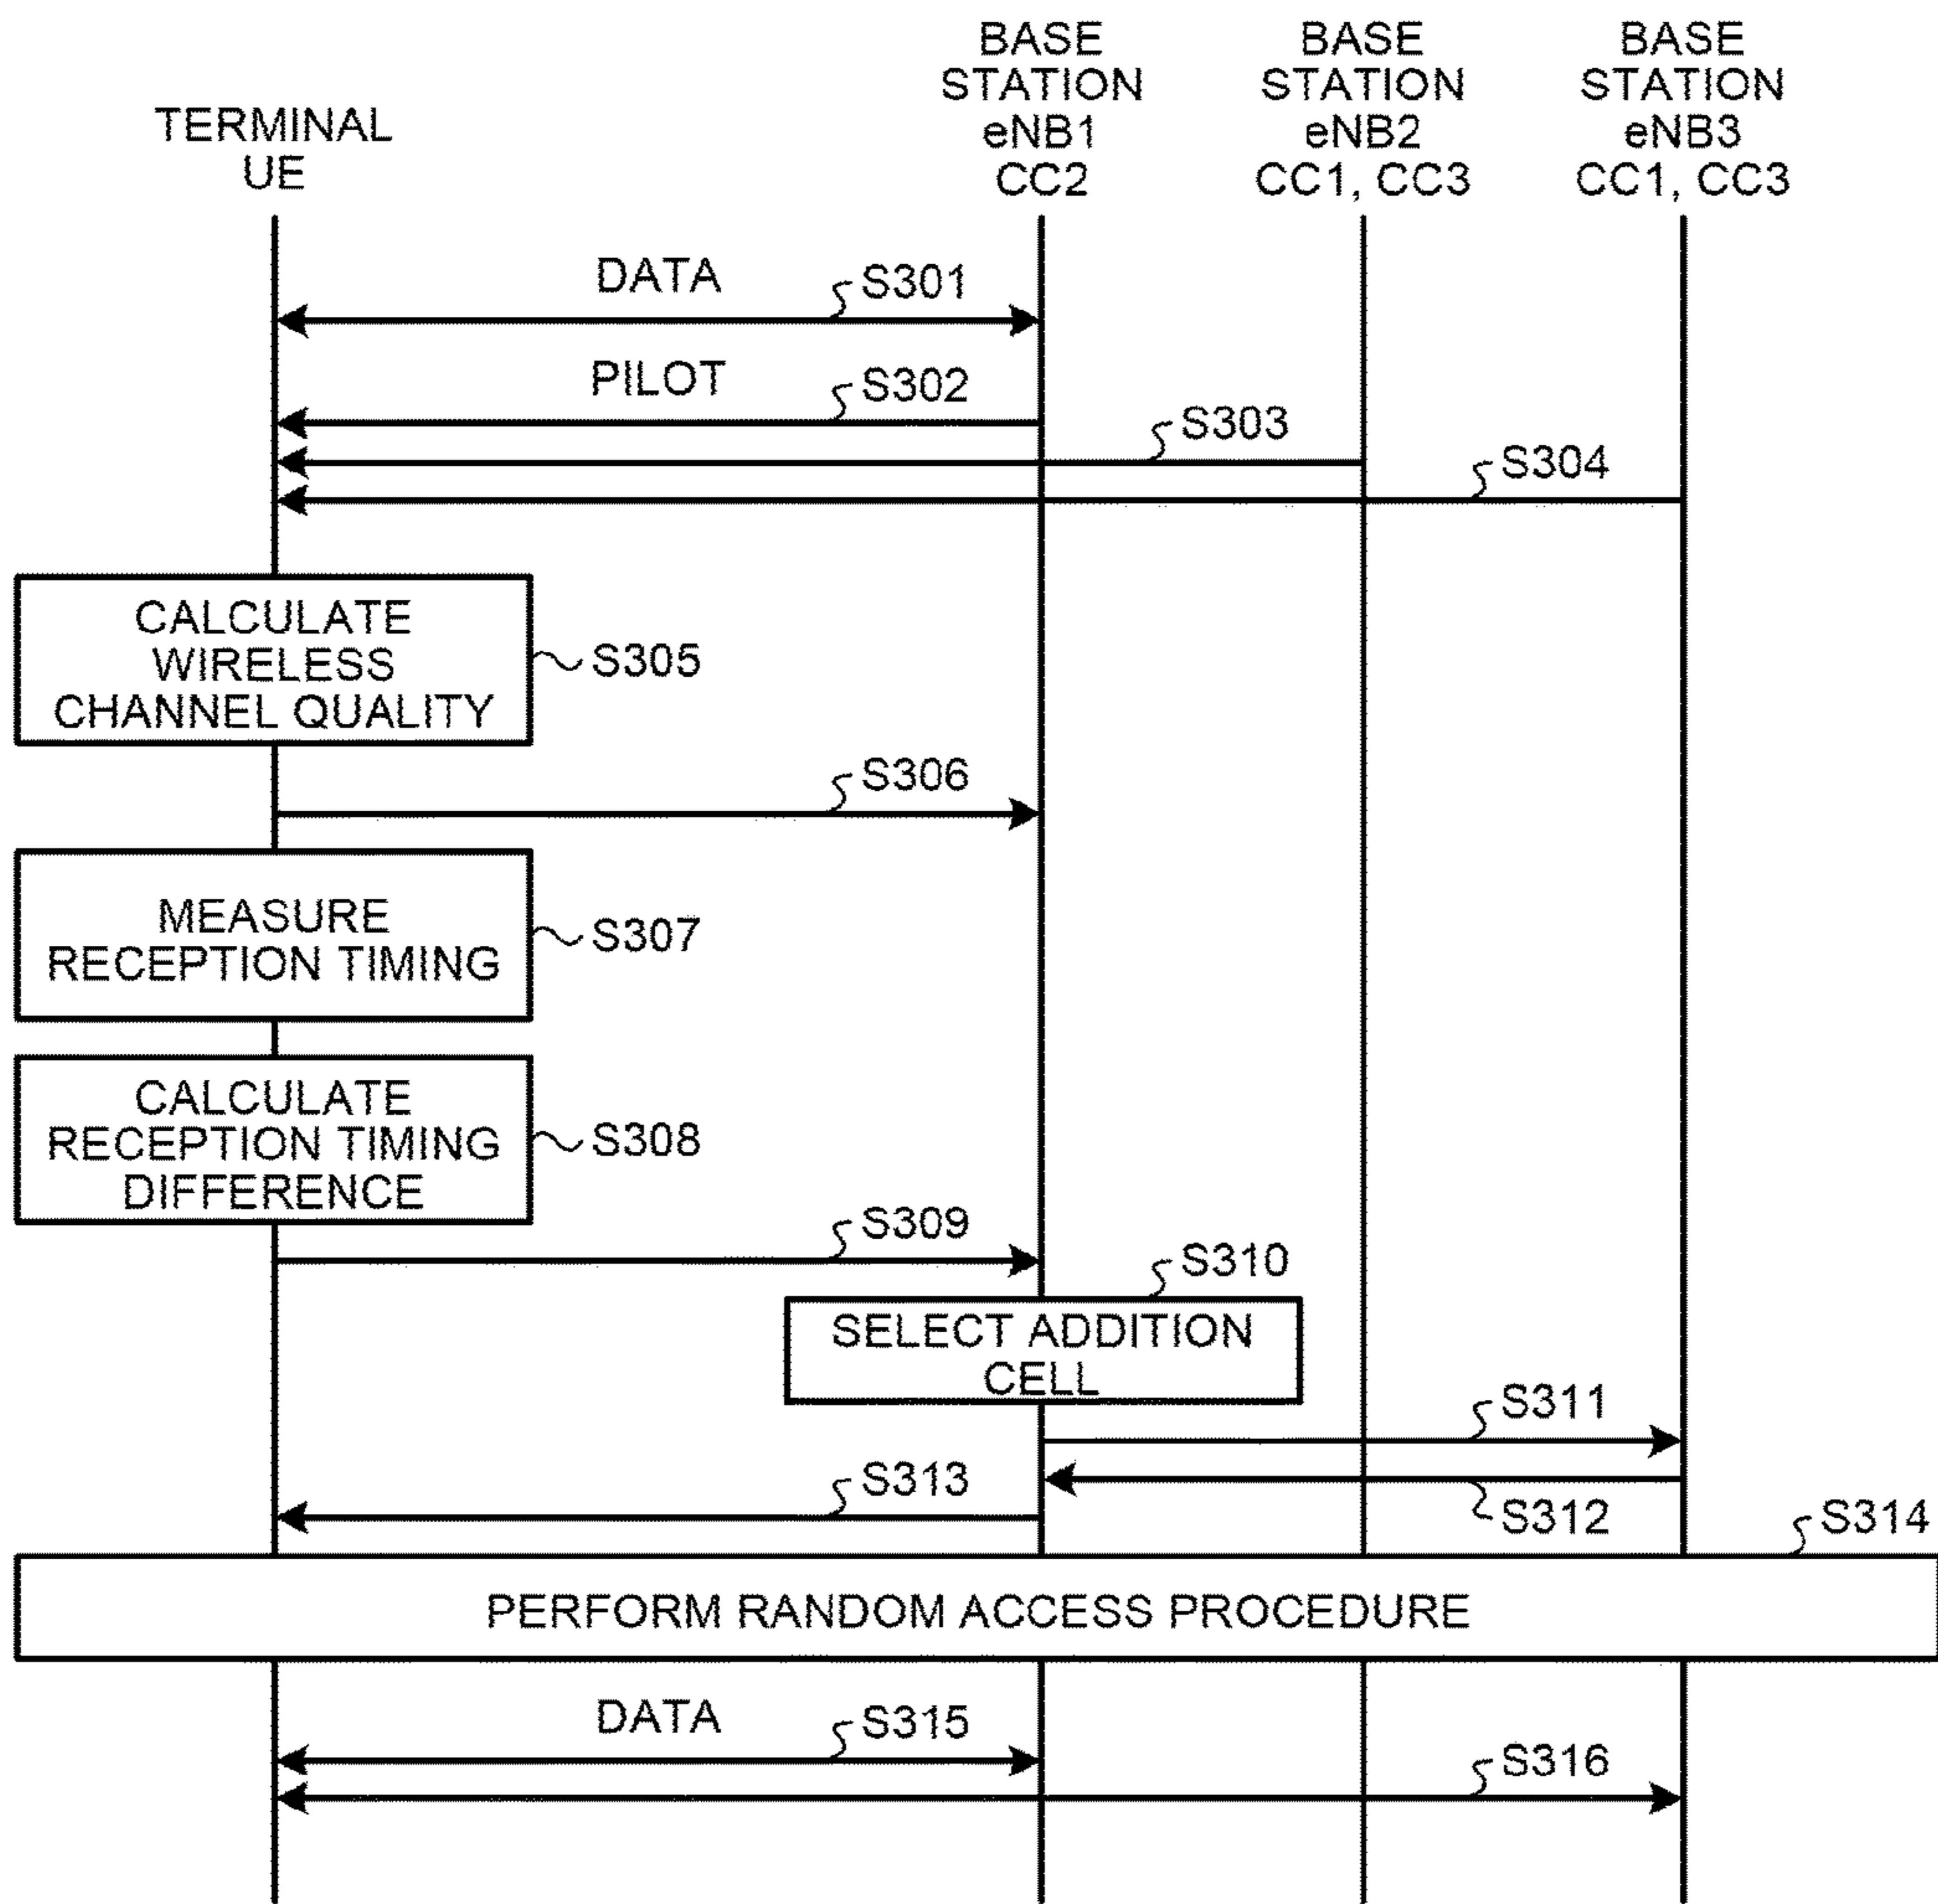 TERMINAL
UE
BASE
STATION
eNB1
CC2
BASE
STATION
eNB2
CC1, CC3
BASE
STATION
eNB3
CC1, CC3
DATA
S301
PILOT
S302
S303
S304
CALCULATE
WIRELESS
CHANNEL QUALITY
S305
S306
MEASURE
RECEPTION TIMING
S307
CALCULATE
RECEPTION TIMING
DIFFERENCE
S308
S309
S310
SELECT ADDITION
CELL
S311
S313
S312
S314
PERFORM RANDOM ACCESS PROCEDURE
DATA
S315
S316